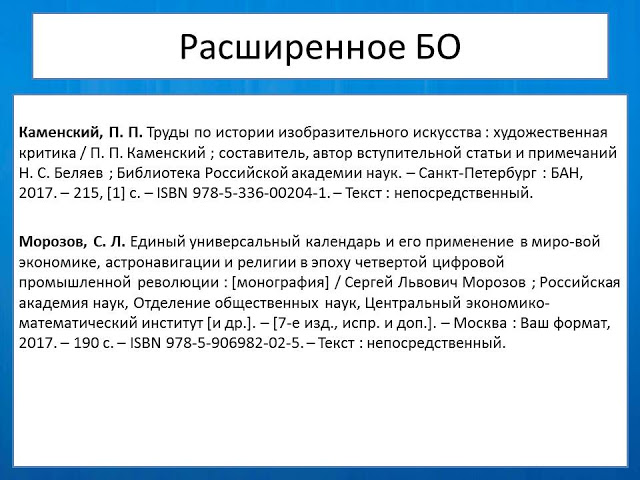 Расширенное БО
Каменский, П. П. Труды по истории изобразительного искусства : художественная
критика / П. П. Каменский ; составитель, автор вступительной статьи и примечаний
Н. С. Беляев ; Библиотека Российской академии наук. – Санкт-Петербург : БАН,
2017. – 215, [1] с. – ISBN 978-5-336-00204-1. – Текст : непосредственный.
Морозов, С. Л. Единый универсальный календарь и его применение в миро-вой
экономике, астронавигации и религии в эпоху четвертой цифровой
промышленной революции : [монография] / Сергей Львович Морозов ; Российская
академия наук, Отделение общественных наук, Центральный экономико-
математический институт [и др.]. – [7-е изд., испр. и доп.]. – Москва : Ваш формат,
2017. – 190 с. – ISBN 978-5-906982-02-5. – Текст : непосредственный.